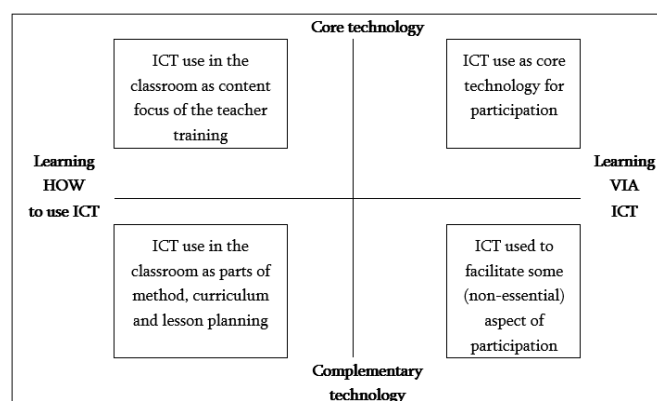 Core technology
ICT use in the
classroom as content
focus of the teacher
training
ICT use as core
technology for
participation
Learning
HOW
to use ICT
Learning
VIA
ICT
ICT use in the
classroom as parts of
method, curriculum
and lesson planning
ICT used to
facilitate some
(non-essential)
aspect of
participation
Complementary
technology